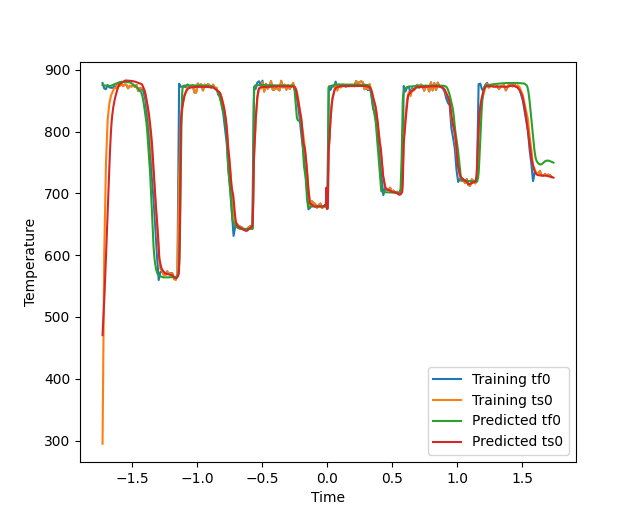 900
800
700
600
500
400
300
Temperature
−1.5
−1.0
−0.5
0.0
0.5
1.0
1.5
Time
Training tf0
Training ts0
Predicted tf0
Predicted ts0